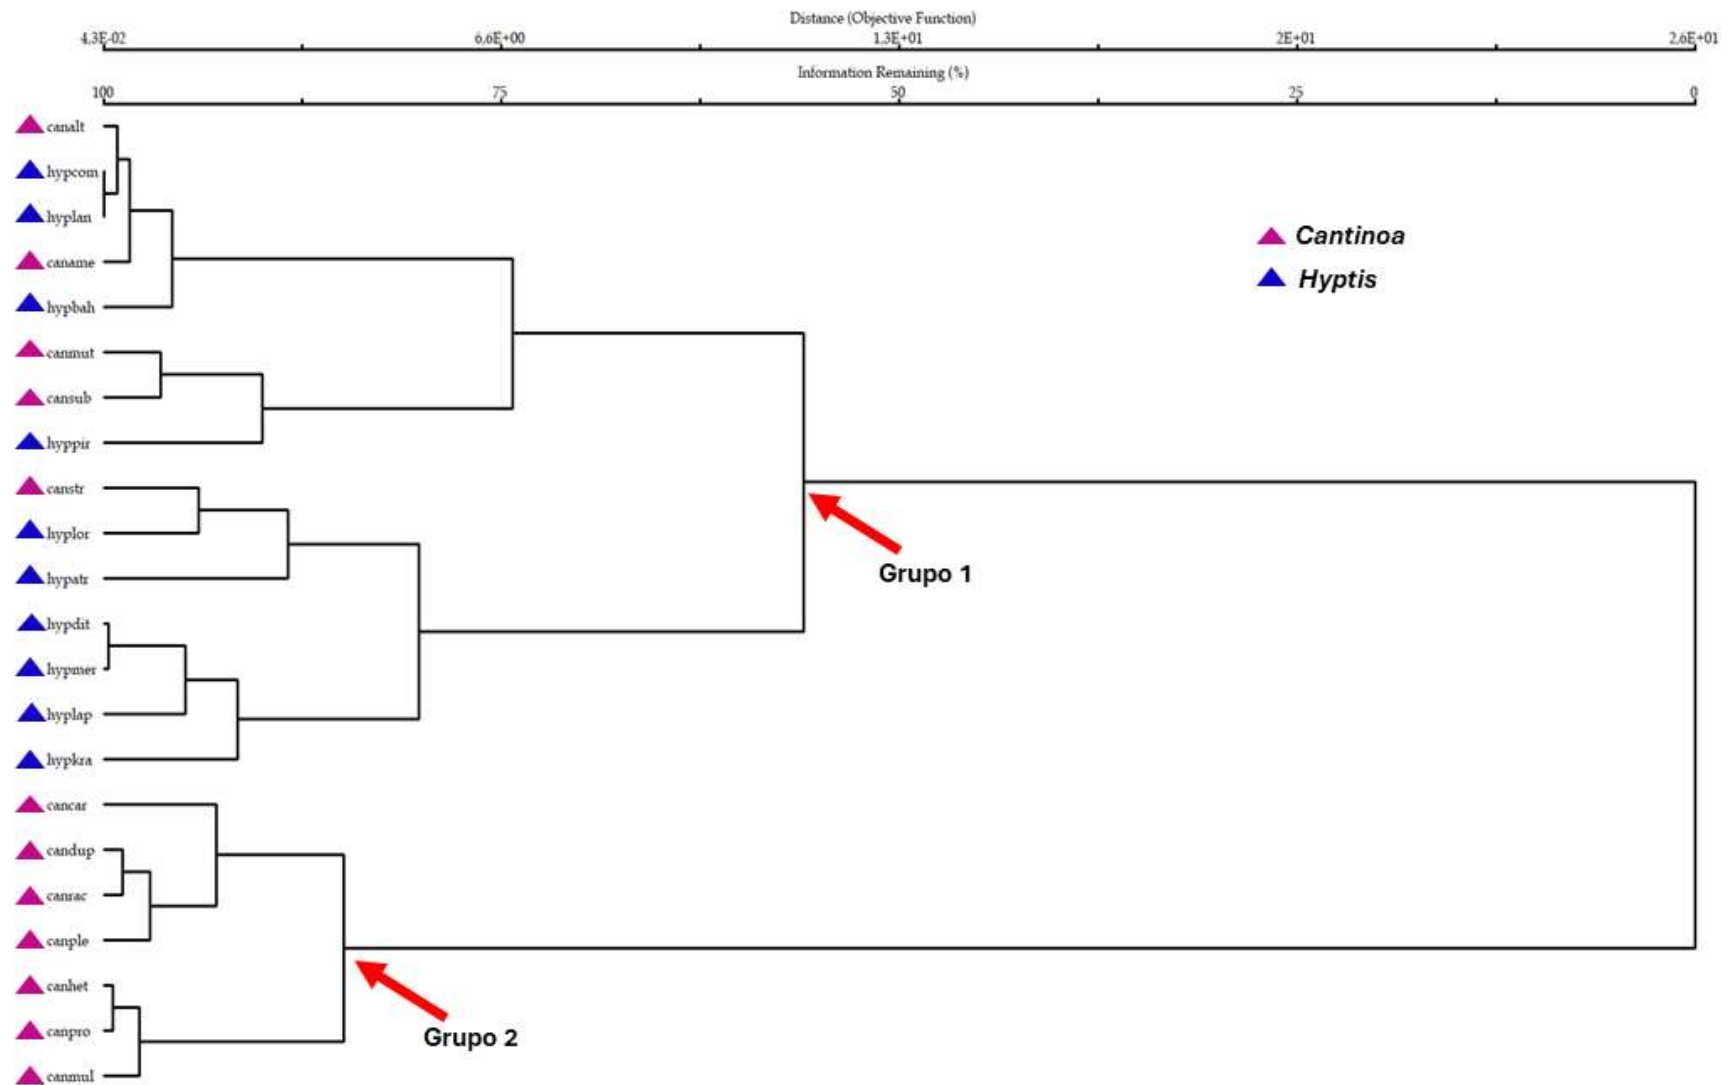 Distance (Objective Function)
4.3E-02 6.6E+00 1.3E+01 2E+01 2.6E+01
Information Remaining (%)
100 75 50 25 0
canalt
hypcom
hyplan
caname
hypbah
canmut
cansub
hyppir
canstr
hyplor
hypatr
hypdit
hypmer
hyplap
hypkra
cancar
candup
canrac
canple
canhet
canpro
canmul
Cantinoa
Hyptis
Grupo 1
Grupo 2